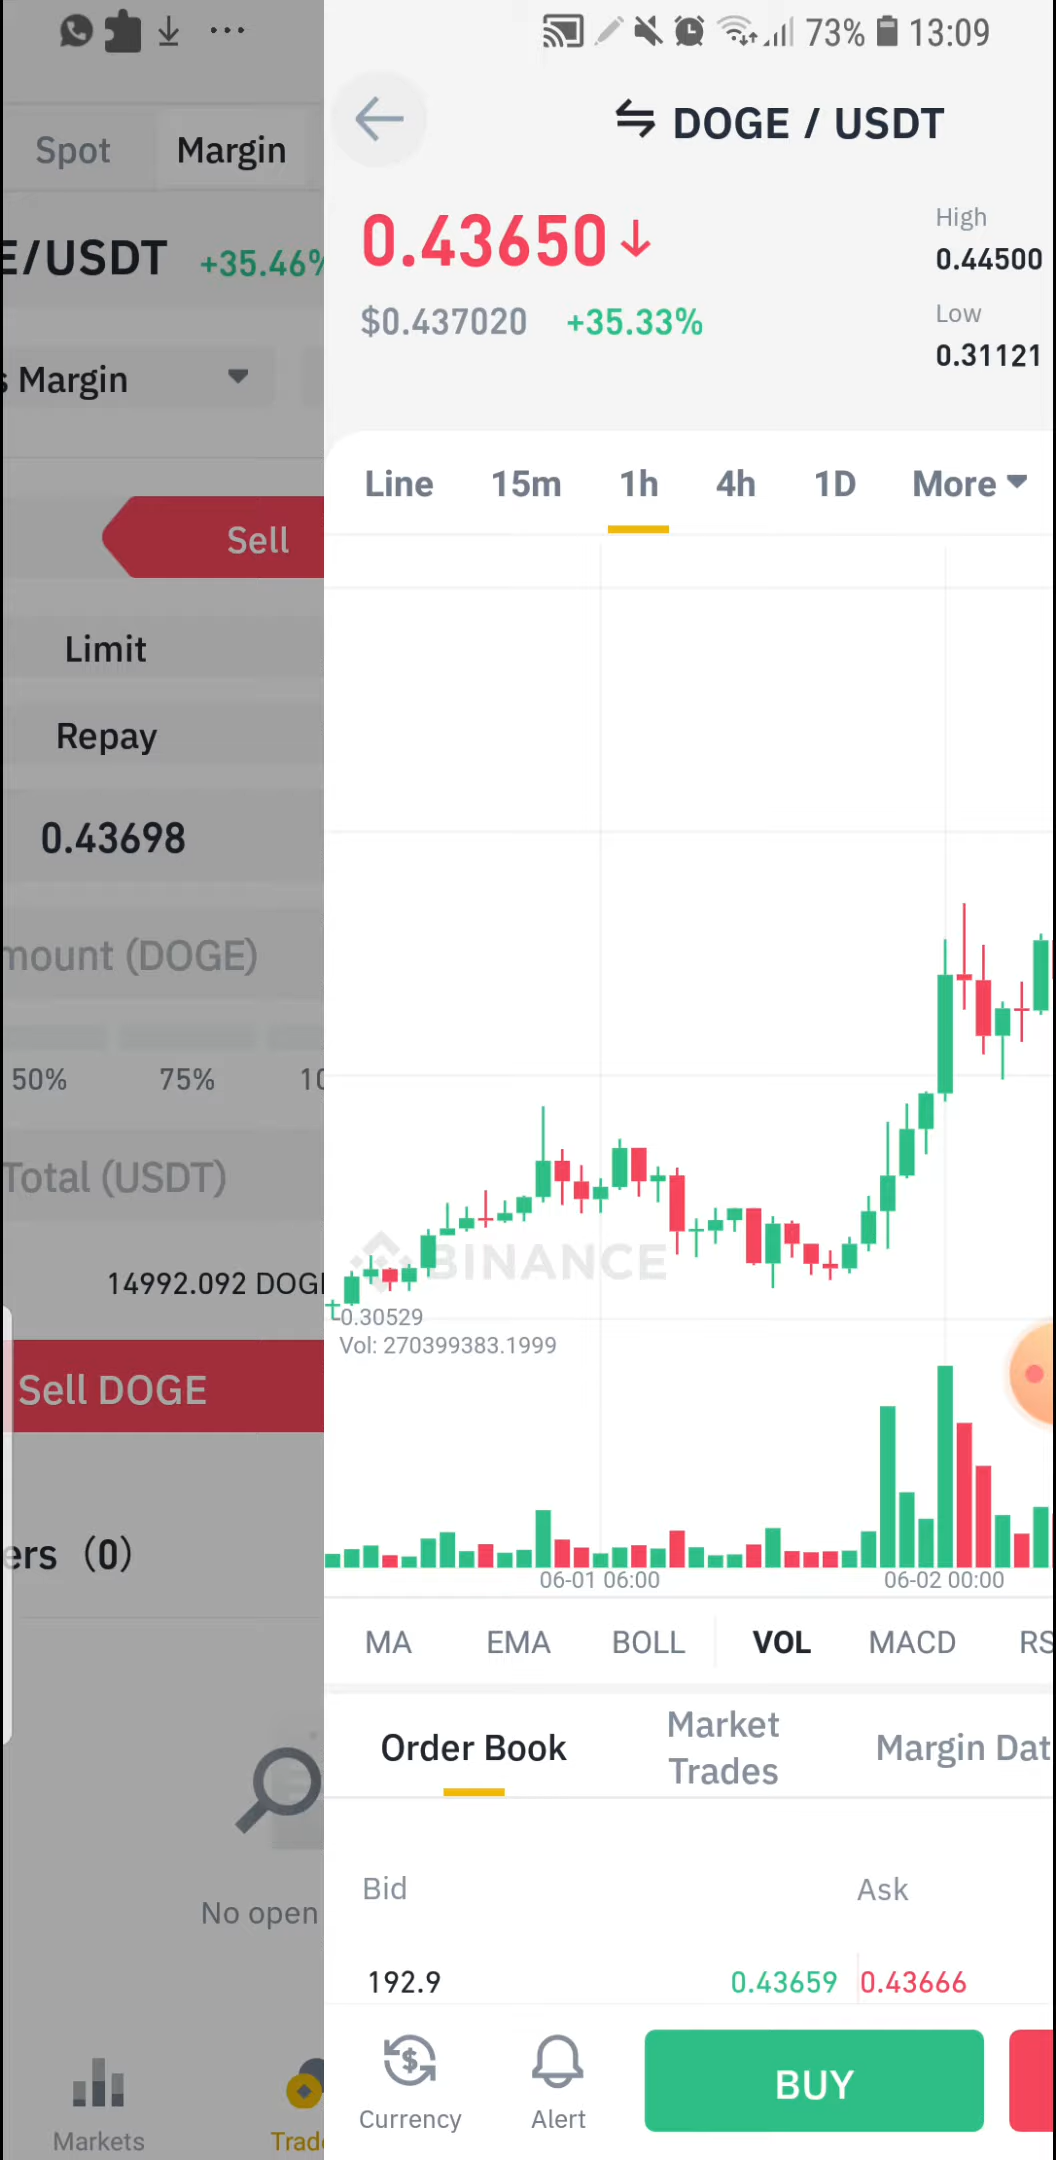 73% 13:09
Spot Margin
E/USDT +35.46%
s Margin
Sell
Limit
Repay
0.43698
mount (DOGE)
50% 75% 10
Total (USDT)
14992.092 DOGE
Sell DOGE
ers (0)
No open
Markets
Trade
DOGE / USDT
0.43650↓
$0.437020 +35.33%
High
0.44500
Low
0.31121
Line 15m 1h 4h 1D More
BINANCE
0.30529
Vol: 270399383.1999
06-01 06:00 06-02 00:00
MA EMA BOLL VOL MACD RS
Order Book
Market
Trades
Margin Dat
Bid Ask
192.9 0.43659 0.43666
Currency Alert BUY